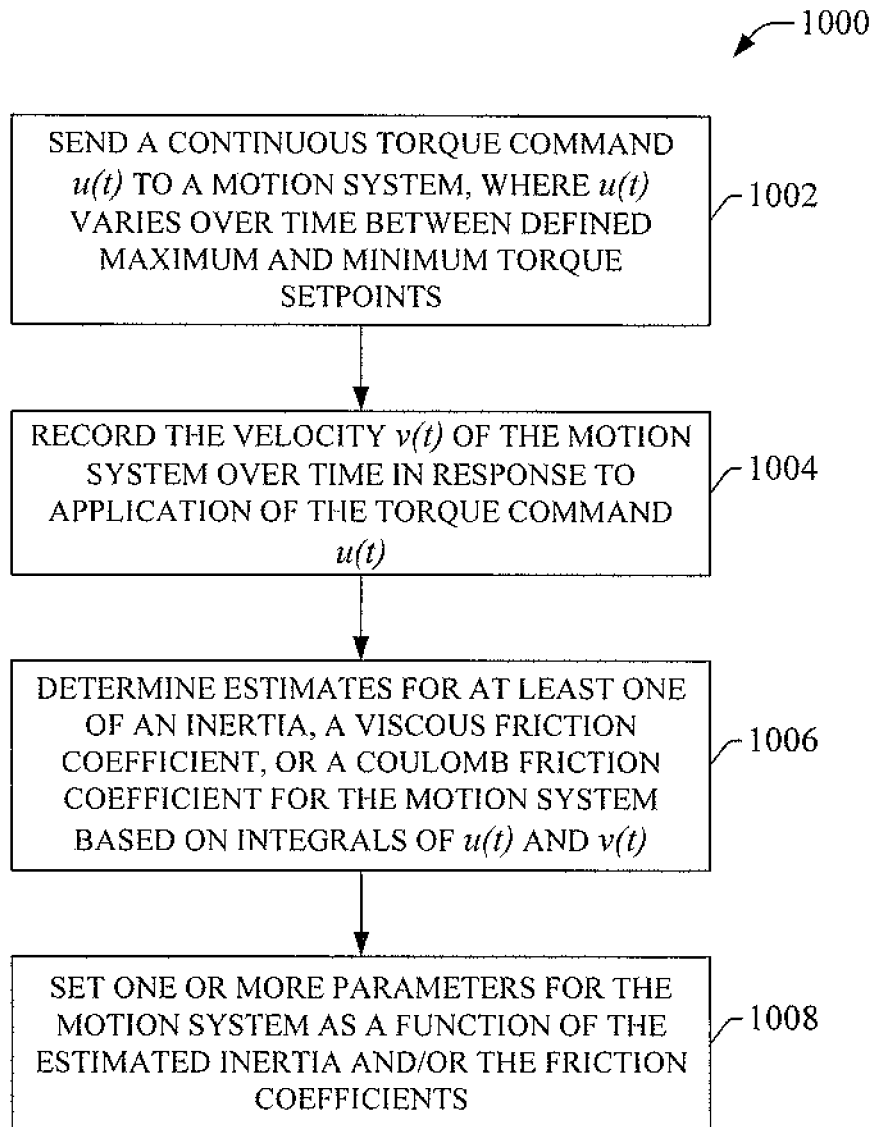 1000
SEND A CONTINUOUS TORQUE COMMAND
u(t) TO A MOTION SYSTEM, WHERE u(t)
VARIES OVER TIME BETWEEN DEFINED
MAXIMUM AND MINIMUM TORQUE
SETPOINTS
1002
RECORD THE VELOCITY v(t) OF THE MOTION
SYSTEM OVER TIME IN RESPONSE TO
APPLICATION OF THE TORQUE COMMAND
u(t)
1004
DETERMINE ESTIMATES FOR AT LEAST ONE
OF AN INERTIA, A VISCOUS FRICTION
COEFFICIENT, OR A COULOMB FRICTION
COEFFICIENT FOR THE MOTION SYSTEM
BASED ON INTEGRALS OF u(t) AND v(t)
1006
SET ONE OR MORE PARAMETERS FOR THE
MOTION SYSTEM AS A FUNCTION OF THE
ESTIMATED INERTIA AND/OR THE FRICTION
COEFFICIENTS
1008